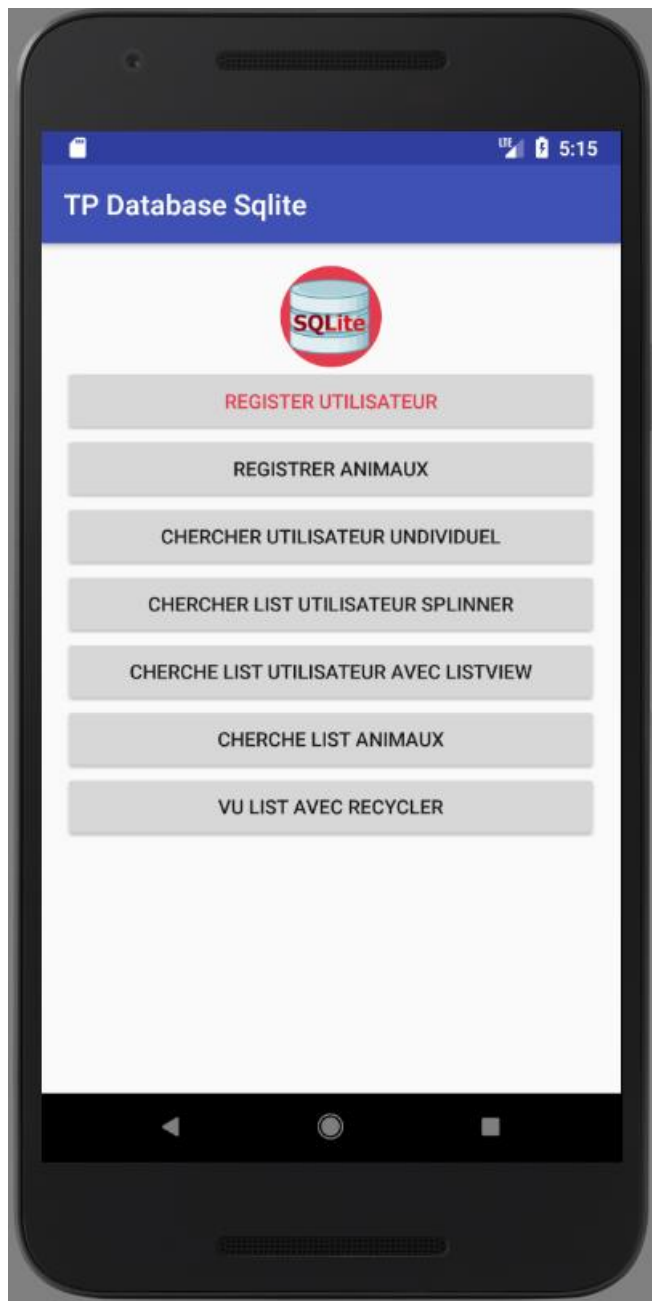 LTE 5:15
TP Database Sqlite
SQLite
REGISTER UTILISATEUR
REGISTRER ANIMAUX
CHERCHER UTILISATEUR UNDIVIDUEL
CHERCHER LIST UTILISATEUR SPLINNER
CHERCHE LIST UTILISATEUR AVEC LISTVIEW
CHERCHE LIST ANIMAUX
VU LIST AVEC RECYCLER